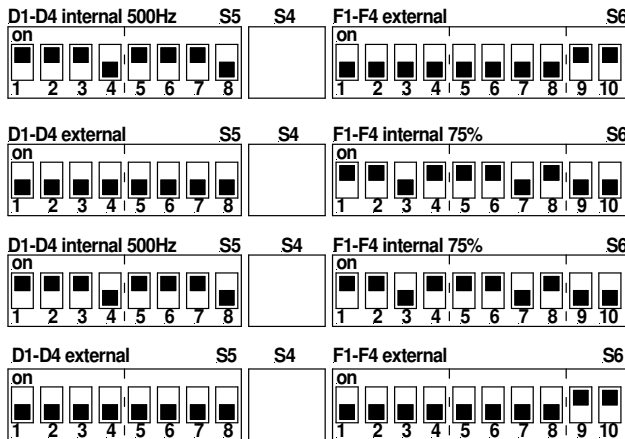 D1-D4 internal 500Hz S5 S4 F1-F4 external S6
on on
1 2 3 4 5 6 7 8 1 2 3 4 5 6 7 8 9 10
D1-D4 external S5 S4 F1-F4 internal 75% S6
on on
1 2 3 4 5 6 7 8 1 2 3 4 5 6 7 8 9 10
D1-D4 internal 500Hz S5 S4 F1-F4 internal 75% S6
on on
1 2 3 4 5 6 7 8 1 2 3 4 5 6 7 8 9 10
D1-D4 external S5 S4 F1-F4 external S6
on on
1 2 3 4 5 6 7 8 1 2 3 4 5 6 7 8 9 10